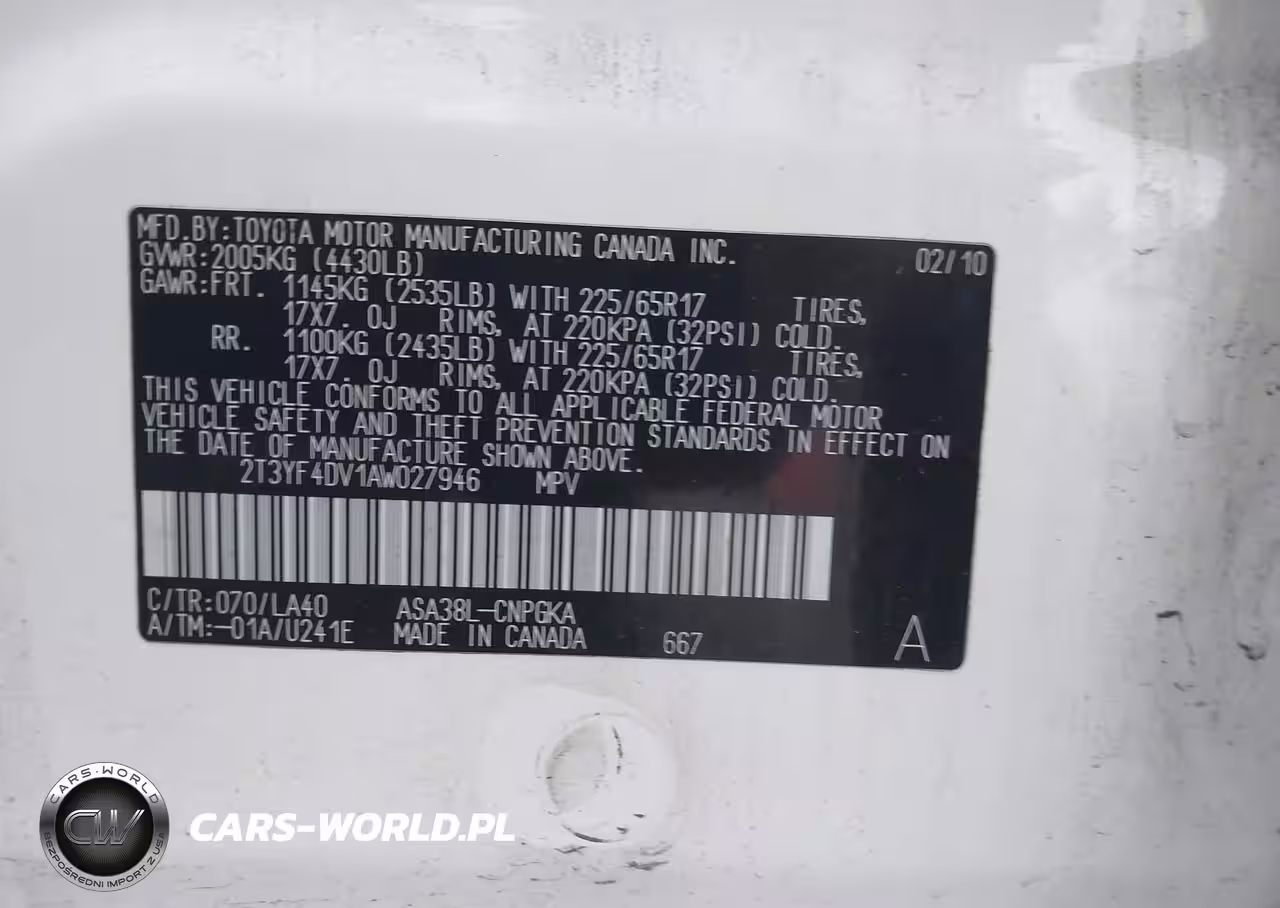 MFD.BY:TOYOTA MOTOR MANUFACTURING CANADA INC. 02/10
GVWR:2005KG (4430LB)
GAWR:FRT. 1145KG (2535LB) WITH 225/65R17 TIRES,
17X7. 0J RIMS, AT 220KPA (32PSI) COLD.
RR. 1100KG (2435LB) WITH 225/65R17 TIRES,
17X7. 0J RIMS, AT 220KPA (32PSI) COLD.
THIS VEHICLE CONFORMS TO ALL APPLICABLE FEDERAL MOTOR
VEHICLE SAFETY AND THEFT PREVENTION STANDARDS IN EFFECT ON
THE DATE OF MANUFACTURE SHOWN ABOVE.
2T3YF4DV1AW027946 MPV
C/TR:070/LA40 ASA38L-CNPGKA
A/TM:-01A/U241E MADE IN CANADA 667 A
CARS-WORLD
CW
BEZPOŚREDNI IMPORT Z USA
CARS-WORLD.PL